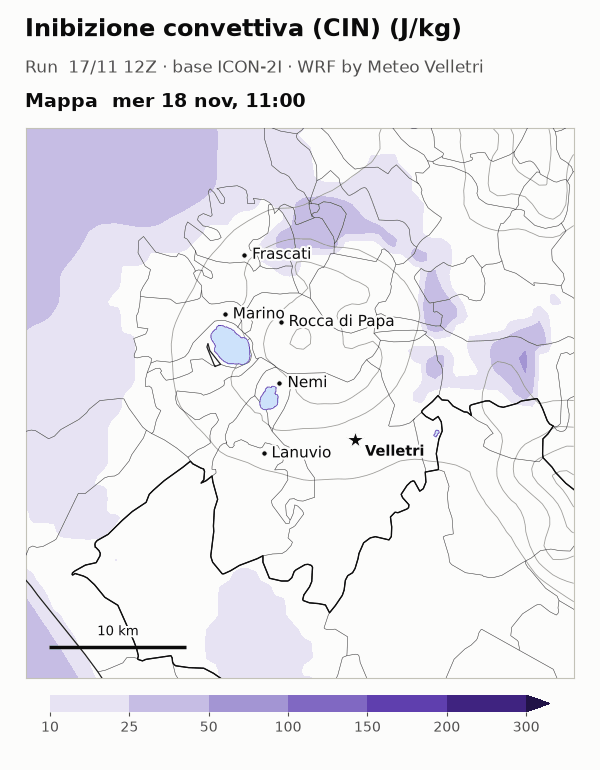 Inibizione convettiva (CIN) (J/kg)
Run 17/11 12Z · base ICON-2I · WRF by Meteo Velletri
Mappa mer 18 nov, 11:00
Frascati
Marino
Rocca di Papa
Nemi
Velletri
Lanuvio
10 km
10 25 50 100 150 200 300